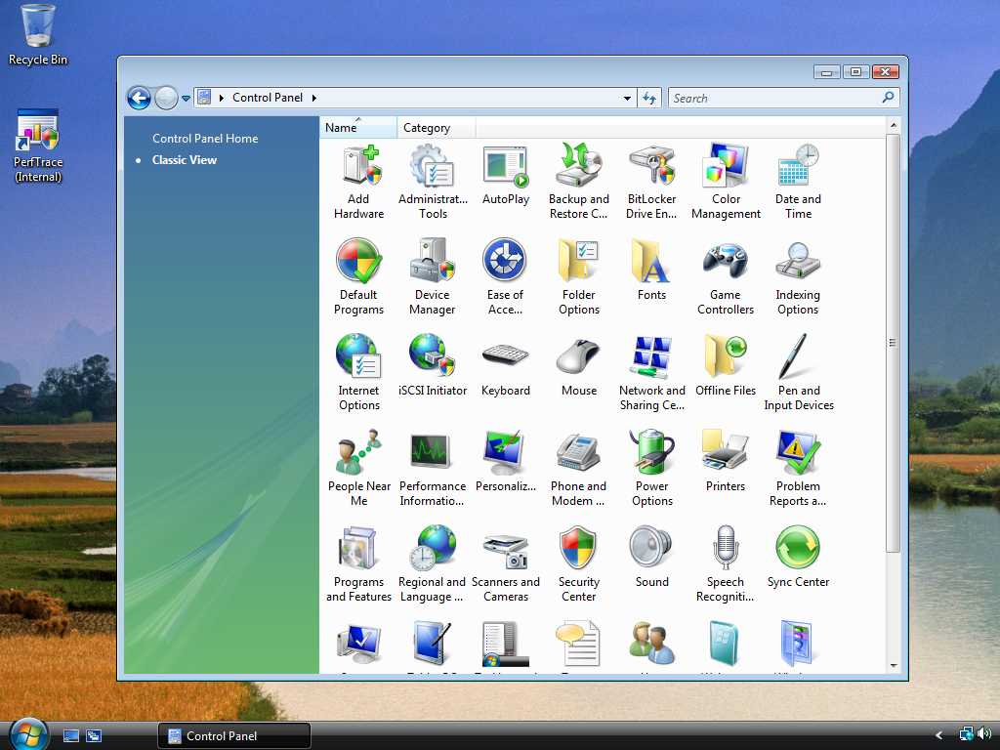 Recycle Bin
PerfTrace
(Internal)
Control Panel
Search
Control Panel Home
Classic View
Name Category
Add
Hardware
Administrat...
Tools
AutoPlay
Backup and
Restore C...
BitLocker
Drive En...
Color
Management
Date and
Time
Default
Programs
Device
Manager
Ease of
Acce...
Folder
Options
Fonts
Game
Controllers
Indexing
Options
Internet
Options
iSCSI Initiator
Keyboard
Mouse
Network and
Sharing Ce...
Offline Files
Pen and
Input Devices
People Near
Me
Performance
Informatio...
Personaliz...
Phone and
Modem ...
Power
Options
Printers
Problem
Reports a...
Programs
and Features
Regional and
Language ...
Scanners and
Cameras
Security
Center
Sound
Speech
Recogniti...
Sync Center
Control Panel